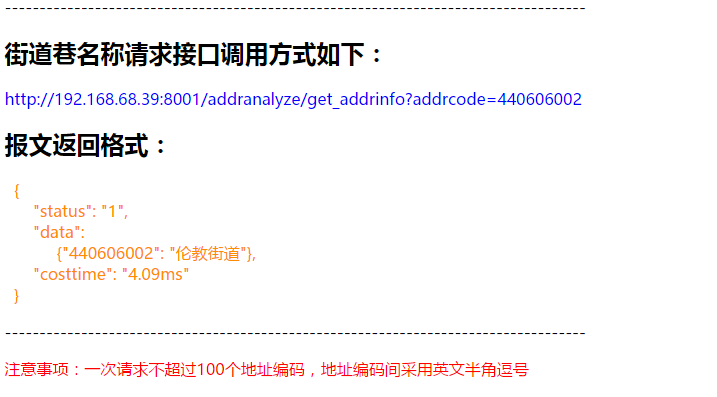 -----------------------------------------------------------------------------------
街道巷名称请求接口调用方式如下：
http://192.168.68.39:8001/addranalyze/get_addrinfo?addrcode=440606002
报文返回格式：
{
"status": "1",
"data":
{"440606002": "伦教街道"},
"costtime": "4.09ms"
}
-----------------------------------------------------------------------------------
注意事项：一次请求不超过100个地址编码，地址编码间采用英文半角逗号